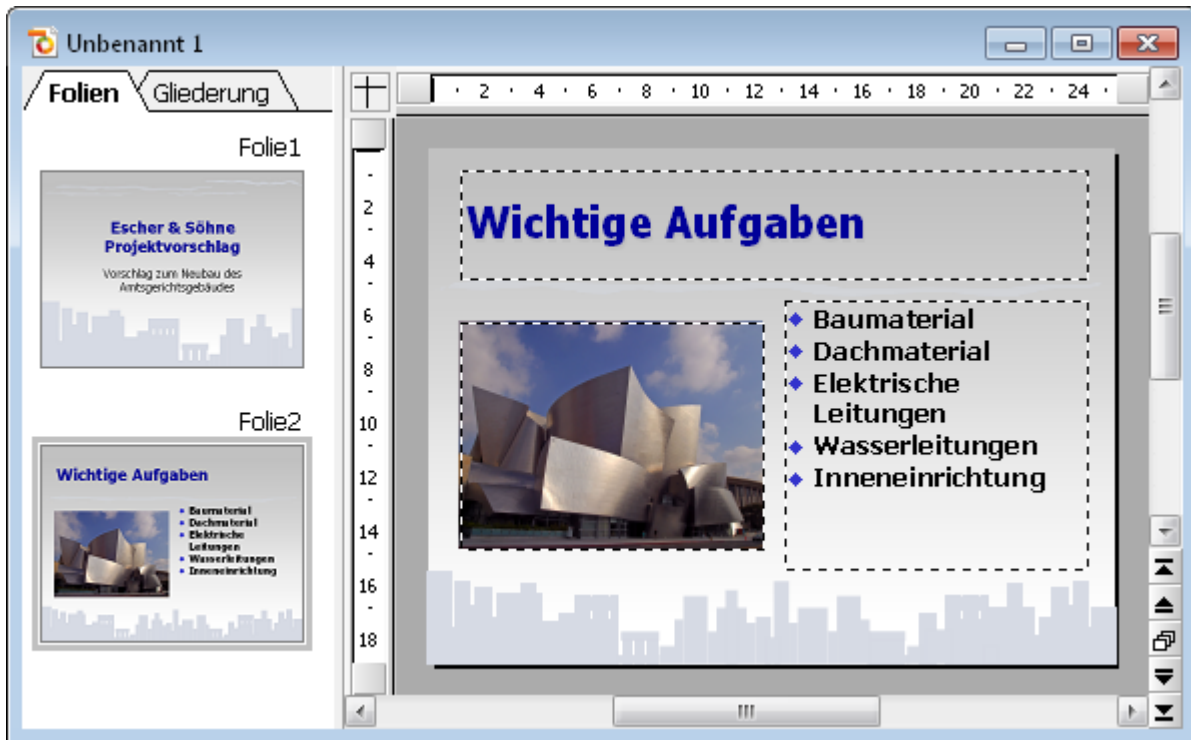 Unbenannt 1
Folien
Gliederung
Folie1
Escher & Söhne
Projektvorschlag
Vorschlag zum Neubau des
Amtsgerichtsgebäudes
Folie2
Wichtige Aufgaben
Baumaterial
Dachmaterial
Elektrische
Leitungen
Wasserleitungen
Inneneinrichtung
2 4 6 8 10 12 14 16 18 20 22 24
2
4
6
8
10
12
14
16
18
Wichtige Aufgaben
Baumaterial
Dachmaterial
Elektrische
Leitungen
Wasserleitungen
Inneneinrichtung